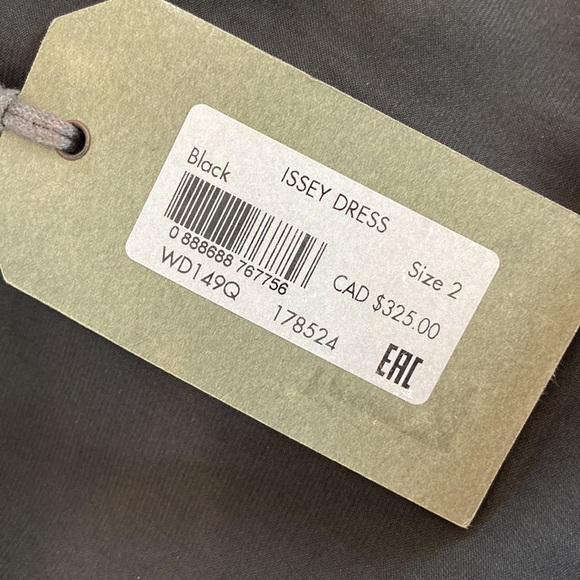 ISSEY DRESS
Black
Size 2
0 888688 767756
CAD $325.00
WD149Q
178524
EAC